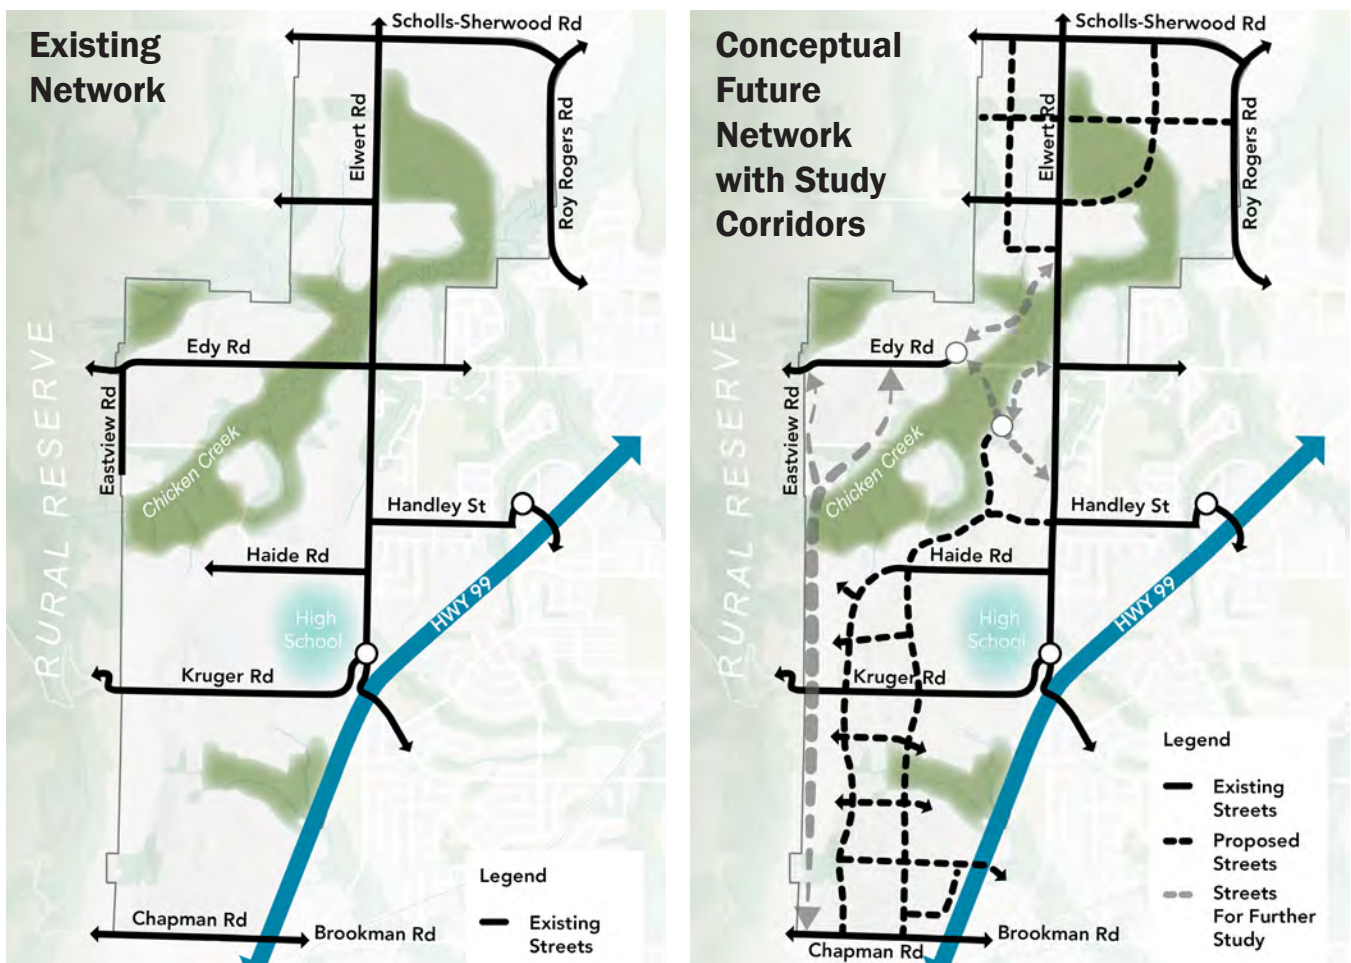 Existing
Network
Scholls-Sherwood Rd
Elwert Rd
Roy Rogers Rd
Edy Rd
Eastview Rd
RURAL RESERVE
Chicken Creek
Handley St
Haide Rd
HWY 99
High
School
Kruger Rd
Chapman Rd
Brookman Rd
Legend
Existing
Streets
Conceptual
Future
Network
with Study
Corridors
Scholls-Sherwood Rd
Elwert Rd
Roy Rogers Rd
Edy Rd
Eastview Rd
RURAL RESERVE
Chicken Creek
Handley St
Haide Rd
HWY 99
High
School
Kruger Rd
Chapman Rd
Brookman Rd
Legend
Existing
Streets
Proposed
Streets
Streets
For Further
Study